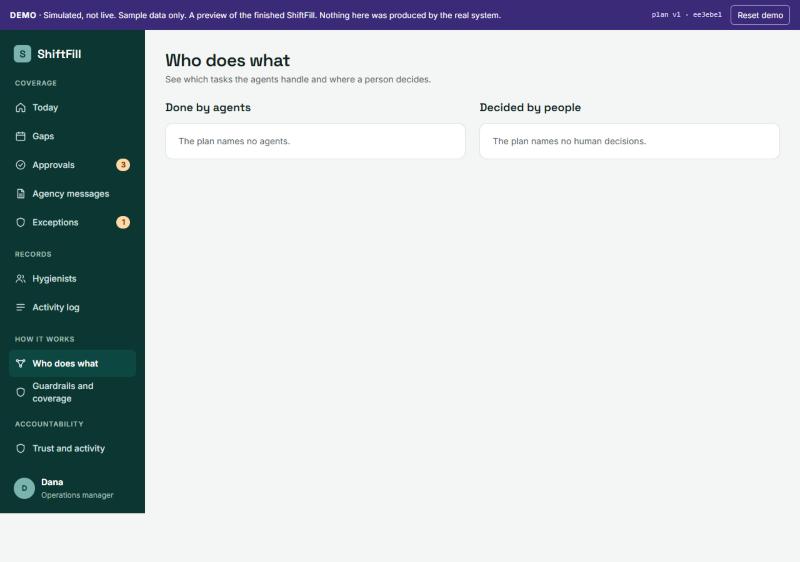 DEMO · Simulated, not live. Sample data only. A preview of the finished ShiftFill. Nothing here was produced by the real system.
plan v1 · ee3ebe1
Reset demo
S
ShiftFill
COVERAGE
Today
Gaps
Approvals
3
Agency messages
Exceptions
1
RECORDS
Hygienists
Activity log
HOW IT WORKS
Who does what
Guardrails and
coverage
ACCOUNTABILITY
Trust and activity
D
Dana
Operations manager
Who does what
See which tasks the agents handle and where a person decides.
Done by agents
The plan names no agents.
Decided by people
The plan names no human decisions.